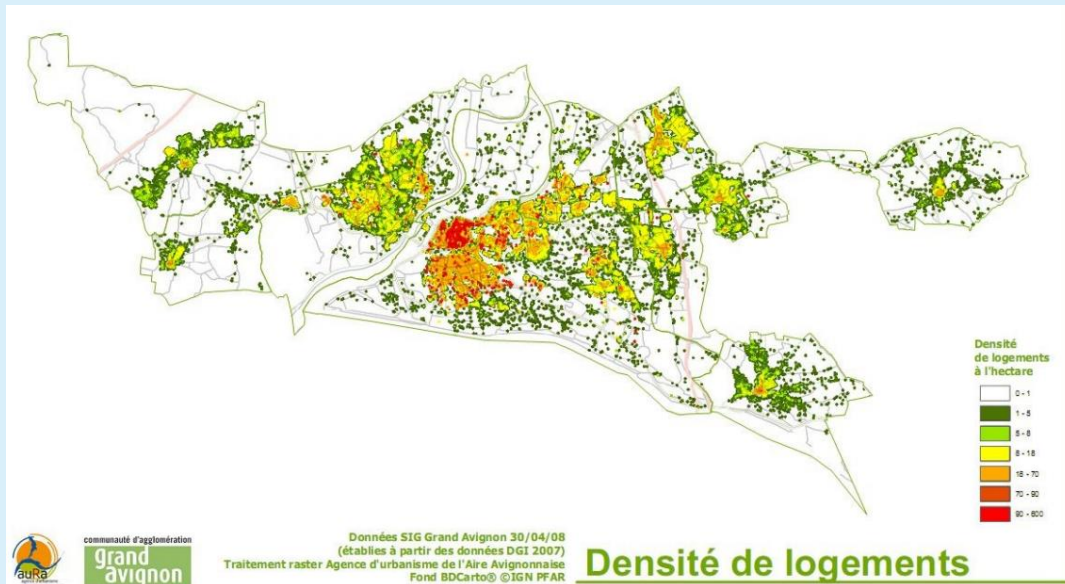 Densité
de logements
à l'hectare
0 - 1
1 - 5
5 - 8
8 - 18
18 - 70
70 - 90
90 - 600
auRa
communauté d'agglomération
grand
avignon
Données SIG Grand Avignon 30/04/08
(établies à partir des données DGI 2007)
Traitement raster Agence d'urbanisme de l'Aire Avignonnaise
Fond BDCarto® ©IGN PFAR
Densité de logements